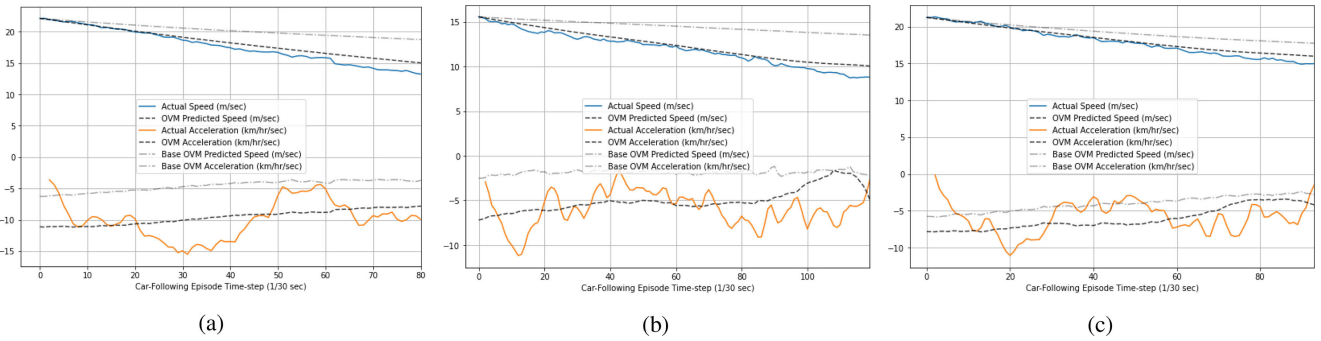 20
15
10
5
0
−5
−10
−15
Actual Speed (m/sec)
OVM Predicted Speed (m/sec)
Actual Acceleration (km/hr/sec)
OVM Acceleration (km/hr/sec)
Base OVM Predicted Speed (m/sec)
Base OVM Acceleration (km/hr/sec)
0 10 20 30 40 50 60 70 80
Car-Following Episode Time-step (1/30 sec)
(a)
15
10
5
0
−5
−10
Actual Speed (m/sec)
OVM Predicted Speed (m/sec)
Actual Acceleration (km/hr/sec)
OVM Acceleration (km/hr/sec)
Base OVM Predicted Speed (m/sec)
Base OVM Acceleration (km/hr/sec)
0 20 40 60 80 100
Car-Following Episode Time-step (1/30 sec)
(b)
20
15
10
5
0
−5
−10
Actual Speed (m/sec)
OVM Predicted Speed (m/sec)
Actual Acceleration (km/hr/sec)
OVM Acceleration (km/hr/sec)
Base OVM Predicted Speed (m/sec)
Base OVM Acceleration (km/hr/sec)
0 20 40 60 80
Car-Following Episode Time-step (1/30 sec)
(c)